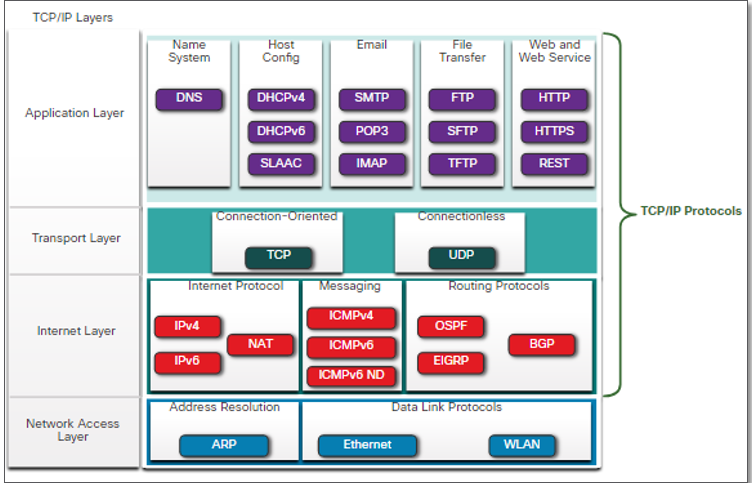 TCP/IP Layers
Application Layer
Name
System
DNS
Host
Config
DHCPv4
DHCPv6
SLAAC
Email
SMTP
POP3
IMAP
File
Transfer
FTP
SFTP
TFTP
Web and
Web Service
HTTP
HTTPS
REST
TCP/IP Protocols
Transport Layer
Connection-Oriented
TCP
Connectionless
UDP
Internet Layer
Internet Protocol
IPv4
IPv6
NAT
Messaging
ICMPv4
ICMPv6
ICMPv6 ND
Routing Protocols
OSPF
EIGRP
BGP
Network Access
Layer
Address Resolution
ARP
Data Link Protocols
Ethernet
WLAN